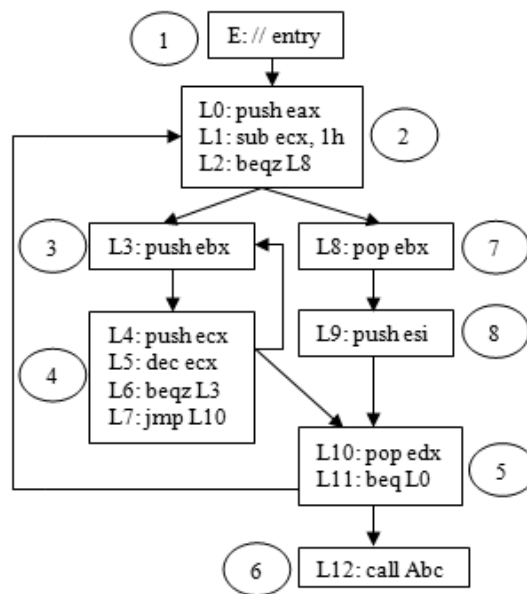 1
E: // entry
L0: push eax
L1: sub ecx, 1h
L2: beqz L8
2
3
L3: push ebx
L8: pop ebx
7
L4: push ecx
L5: dec ecx
L6: beqz L3
L7: jmp L10
4
L9: push esi
8
L10: pop edx
L11: beq L0
5
6
L12: call Abc